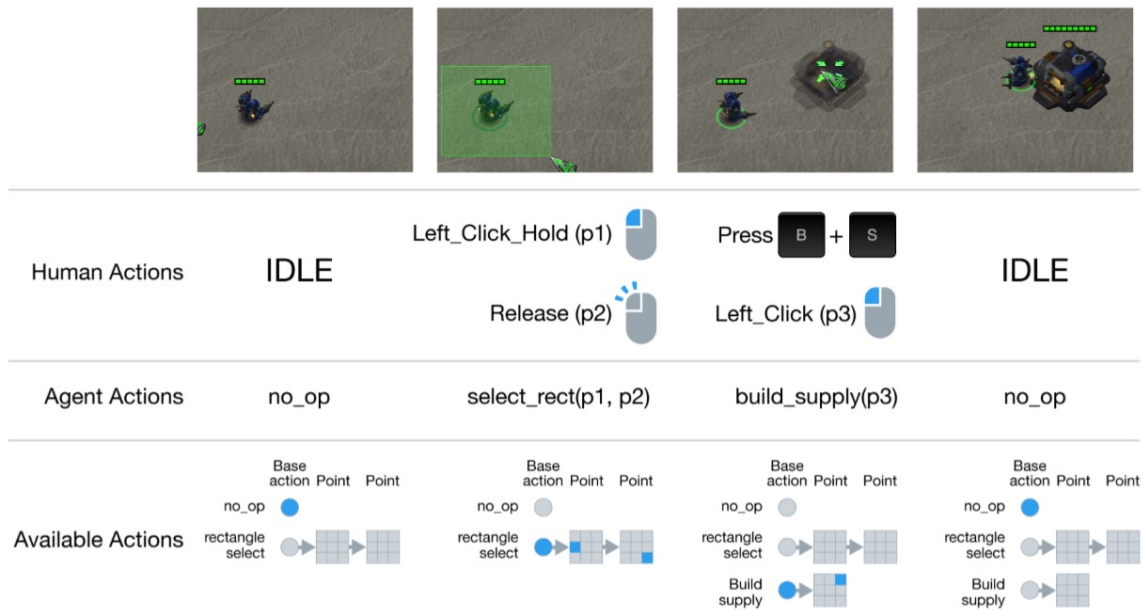 Human Actions
IDLE
Left_Click_Hold (p1)
Release (p2)
Press B + S
Left_Click (p3)
IDLE
Agent Actions
no_op
select_rect(p1, p2)
build_supply(p3)
no_op
Available Actions
Base
action Point Point
no_op
rectangle
select
Base
action Point Point
no_op
rectangle
select
Base
action Point Point
no_op
rectangle
select
Build
supply
Base
action Point Point
no_op
rectangle
select
Build
supply